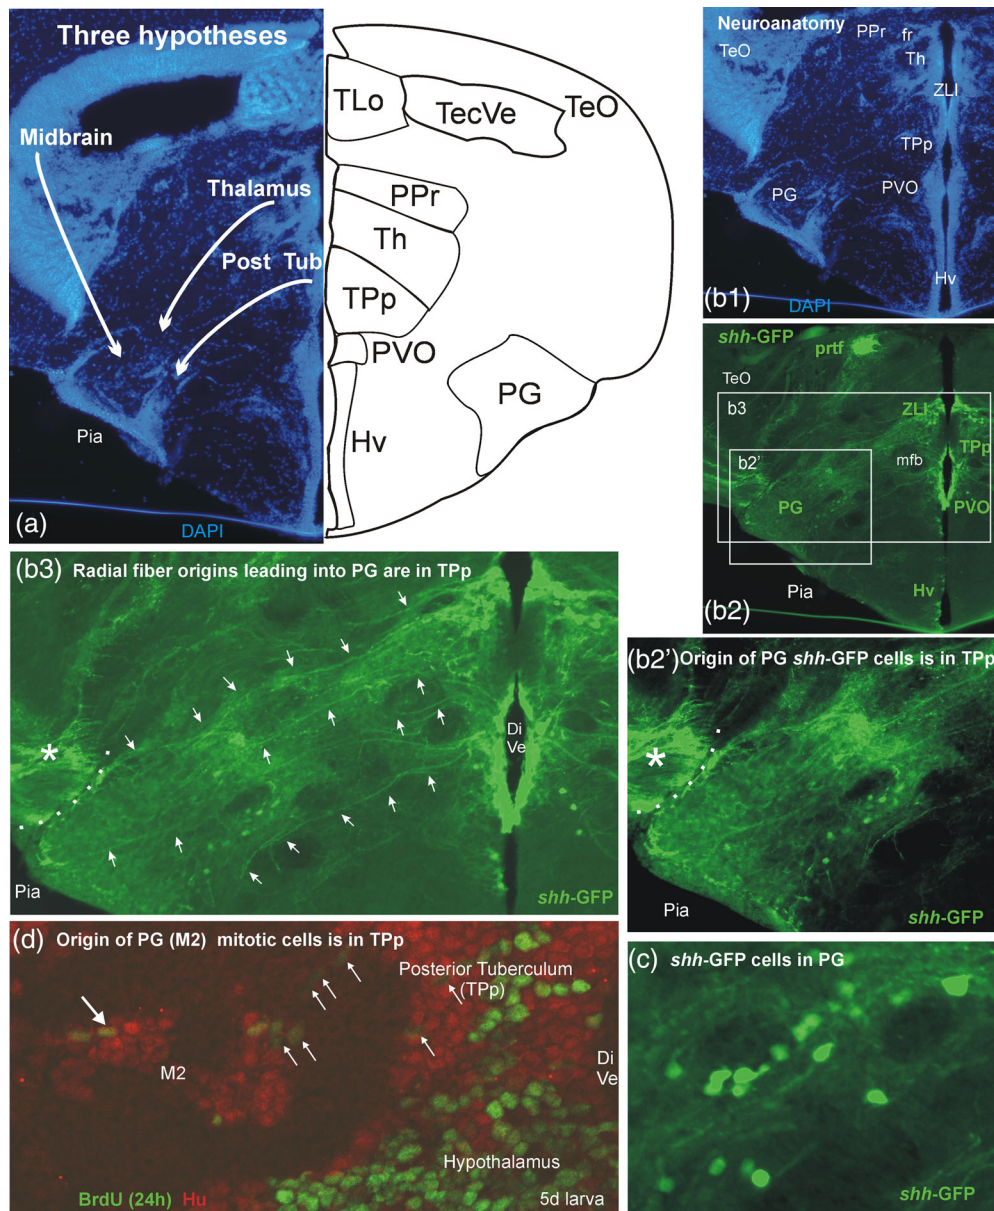 Three hypotheses
Midbrain
Thalamus
Post Tub
Pia
(a)
DAPI
TLo
TecVe
TeO
PPr
Th
TPp
PVO
Hv
PG
Neuroanatomy
TeO
PPr
fr
Th
ZLI
TPp
PVO
PG
Hv
(b1)
DAPI
shh-GFP
prtf
TeO
b3
ZLI
TPp
mfb
b2'
PG
PVO
Pia
Hv
(b2)
(b3) Radial fiber origins leading into PG are in TPp
*
Di
Ve
Pia
shh-GFP
(b2') Origin of PG shh-GFP cells is in TPp
*
Pia
shh-GFP
(d) Origin of PG (M2) mitotic cells is in TPp
Posterior Tuberculum
(TPp)
M2
Di
Ve
Hypothalamus
BrdU (24h) Hu
5d larva
(c) shh-GFP cells in PG
shh-GFP